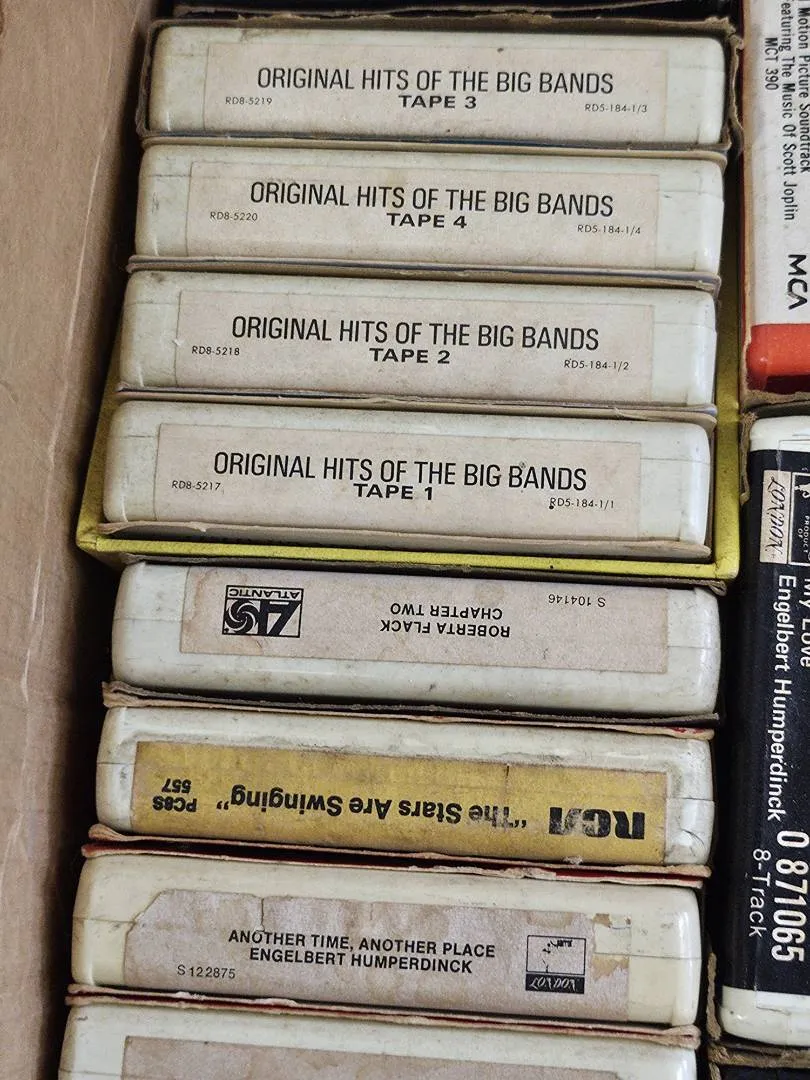 ORIGINAL HITS OF THE BIG BANDS
RD8-5219 TAPE 3 RD5-184-1/3
ORIGINAL HITS OF THE BIG BANDS
RD8-5220 TAPE 4 RD5-184-1/4
ORIGINAL HITS OF THE BIG BANDS
RD8-5218 TAPE 2 RD5-184-1/2
ORIGINAL HITS OF THE BIG BANDS
RD8-5217 TAPE 1 RD5-184-1/1
S 104146
ROBERTA FLACK
CHAPTER TWO
ATLANTIC
RCA "The Stars Are Swinging" PC8S
557
ANOTHER TIME, ANOTHER PLACE
ENGELBERT HUMPERDINCK
S 122875
LONDON
Motion Picture Soundtrack
Featuring The Music Of Scott Joplin
MCT 390
MCA
LONDON
My Love
Engelbert Humperdinck
0 871065
8-Track